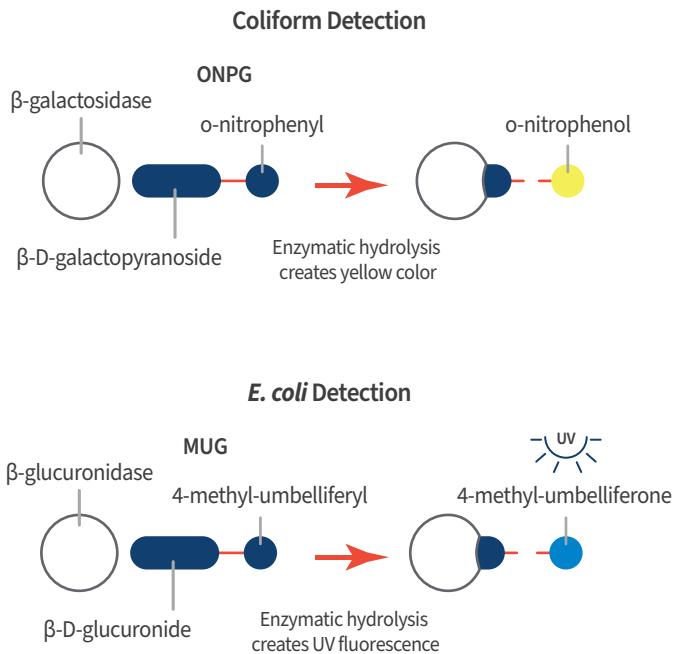 Coliform Detection
ONPG
β-galactosidase
o-nitrophenyl
o-nitrophenol
β-D-galactopyranoside
Enzymatic hydrolysis
creates yellow color
E. coli Detection
MUG
UV
β-glucuronidase
4-methyl-umbelliferyl
4-methyl-umbelliferone
β-D-glucuronide
Enzymatic hydrolysis
creates UV fluorescence